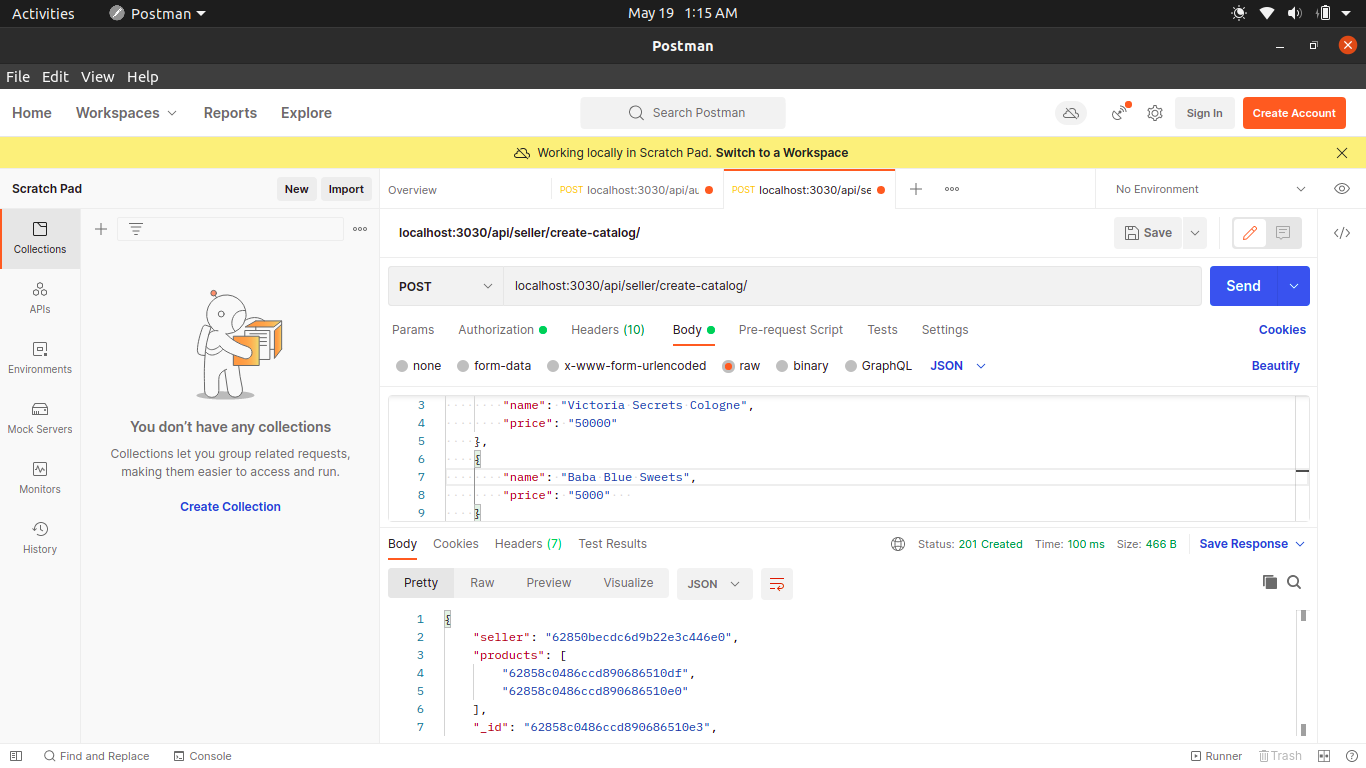 Activities Postman May 19 1:15 AM
Postman
File Edit View Help
Home Workspaces Reports Explore Search Postman Sign In Create Account
Working locally in Scratch Pad. Switch to a Workspace
Scratch Pad New Import Overview POST localhost:3030/api/au POST localhost:3030/api/se No Environment
localhost:3030/api/seller/create-catalog/ Save
Collections
POST localhost:3030/api/seller/create-catalog/ Send
APIs
Params Authorization Headers (10) Body Pre-request Script Tests Settings Cookies
Environments
none form-data x-www-form-urlencoded raw binary GraphQL JSON Beautify
3 "name": "Victoria Secrets Cologne",
4 "price": "50000"
5 },
6 {
7 "name": "Baba Blue Sweets",
8 "price": "5000"
9 }
Mock Servers
Monitors
History
You don't have any collections
Collections let you group related requests,
making them easier to access and run.
Create Collection
Body Cookies Headers (7) Test Results Status: 201 Created Time: 100 ms Size: 466 B Save Response
Pretty Raw Preview Visualize JSON
1 {
2 "seller": "62850becdc6d9b22e3c446e0",
3 "products": [
4 "62858c0486ccd890686510df",
5 "62858c0486ccd890686510e0"
6 ],
7 "_id": "62858c0486ccd890686510e3",
Find and Replace Console Runner Trash